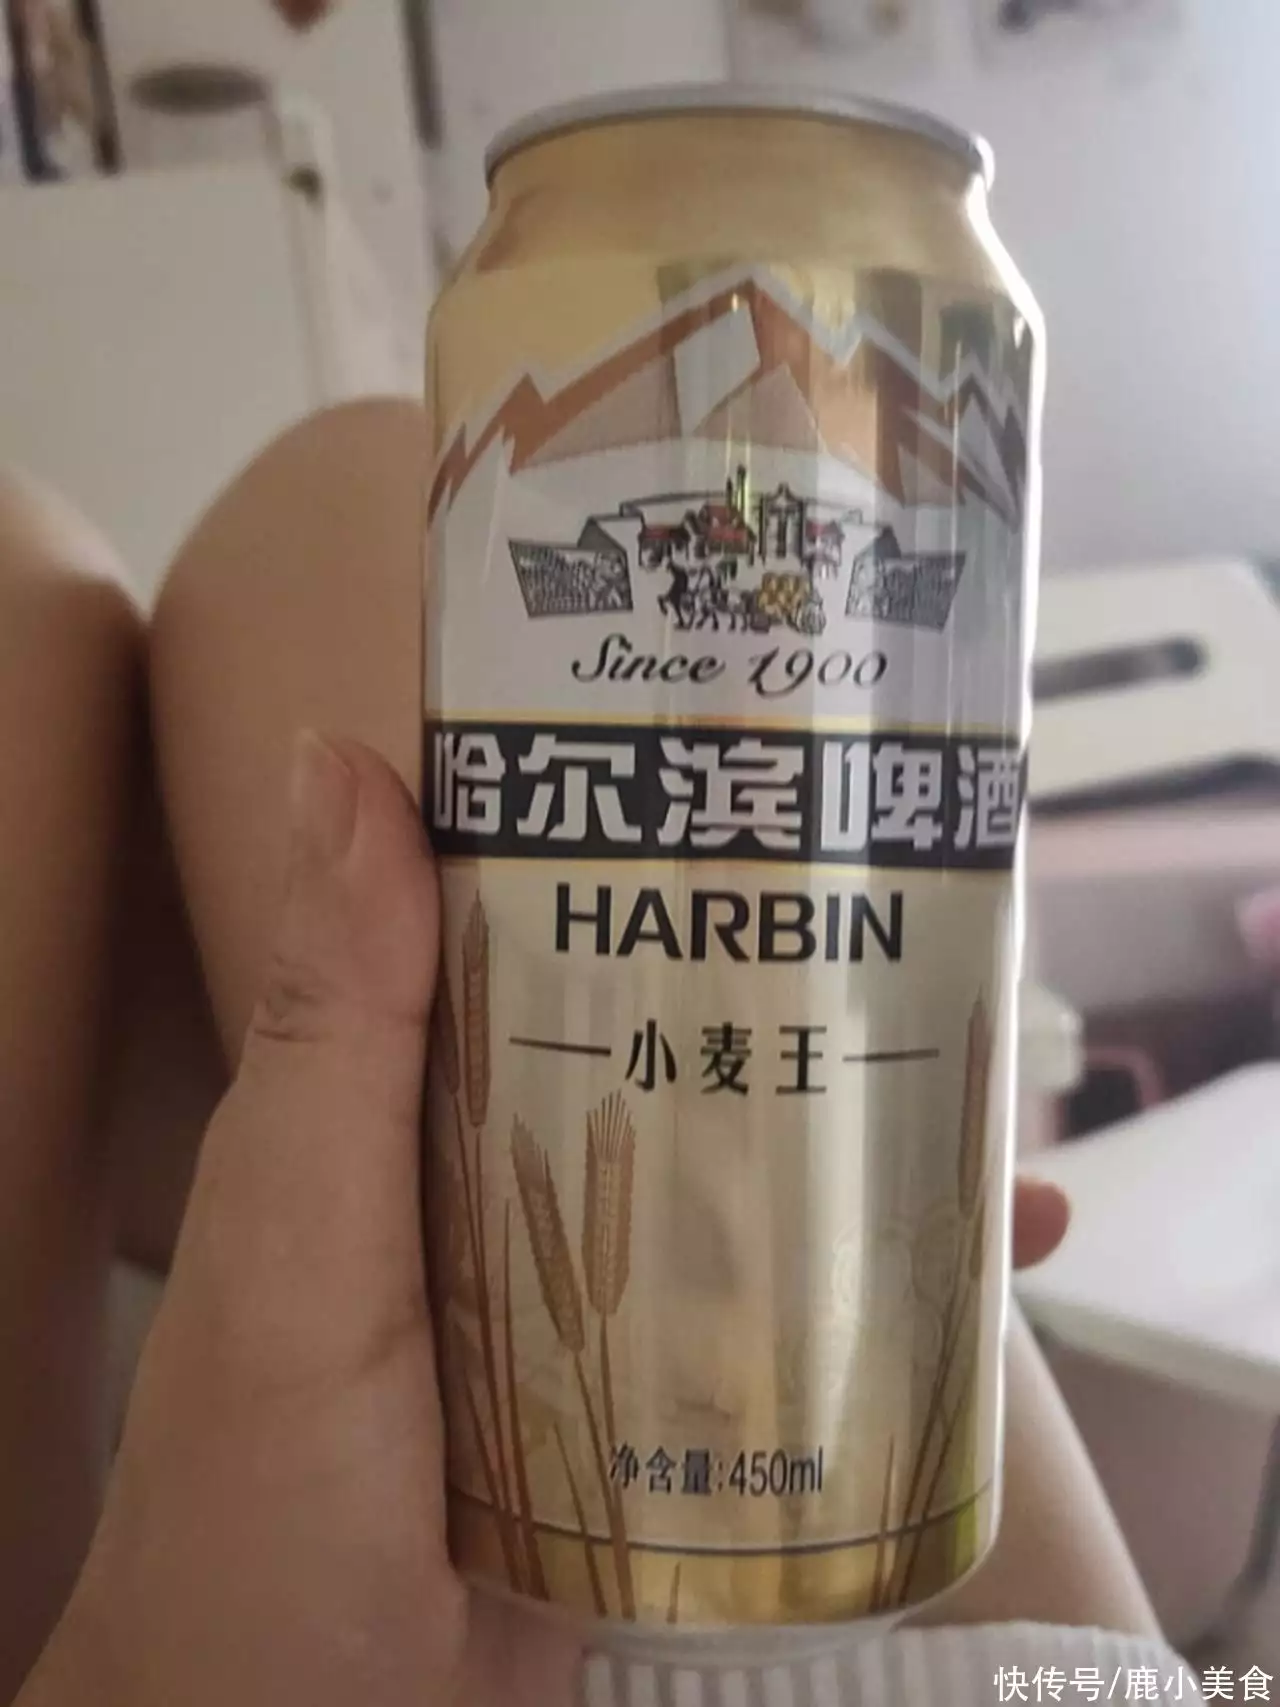 Since 1900
哈尔滨啤酒
HARBIN
小麦王
净含量:450ml
快传号/鹿小美食